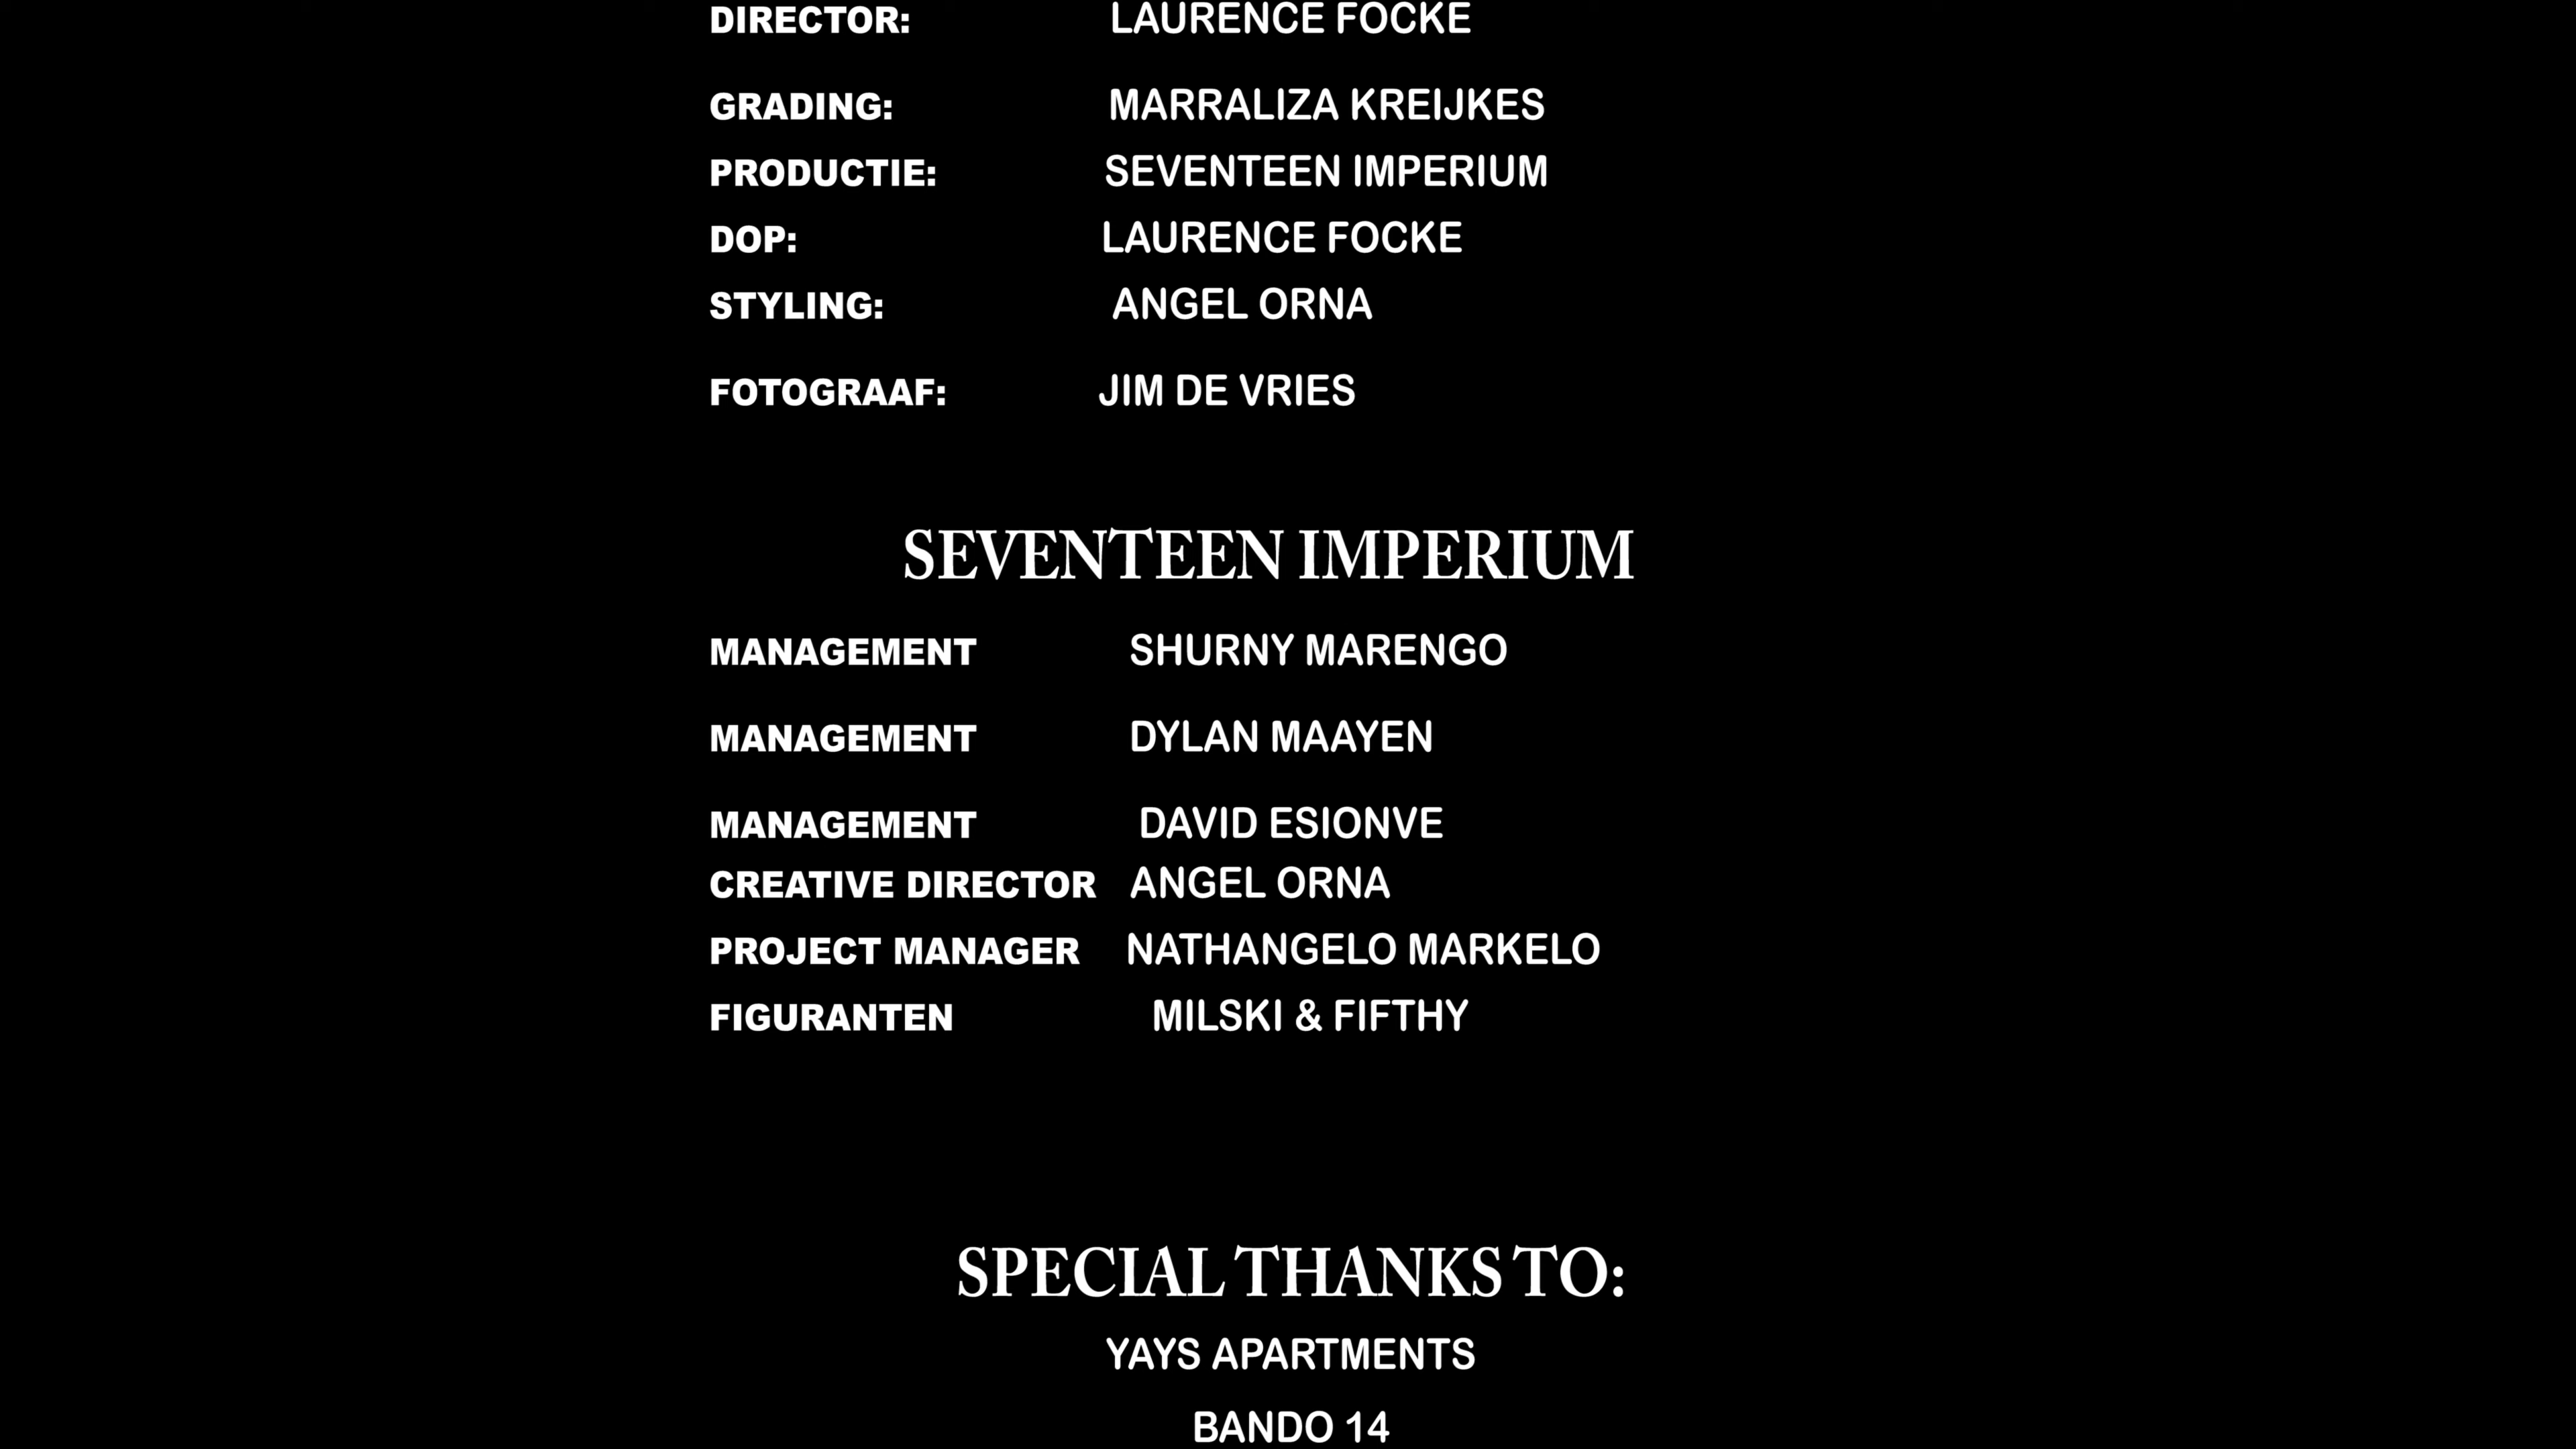 DIRECTOR: LAURENCE FOCKE
GRADING: MARRALIZA KREIJKES
PRODUCTIE: SEVENTEEN IMPERIUM
DOP: LAURENCE FOCKE
STYLING: ANGEL ORNA
FOTOGRAAF: JIM DE VRIES
SEVENTEEN IMPERIUM
MANAGEMENT SHURNY MARENGO
MANAGEMENT DYLAN MAAYEN
MANAGEMENT DAVID ESIONVE
CREATIVE DIRECTOR ANGEL ORNA
PROJECT MANAGER NATHANGELO MARKELO
FIGURANTEN MILSKI & FIFTHY
SPECIAL THANKS TO:
YAYS APARTMENTS
BANDO 14